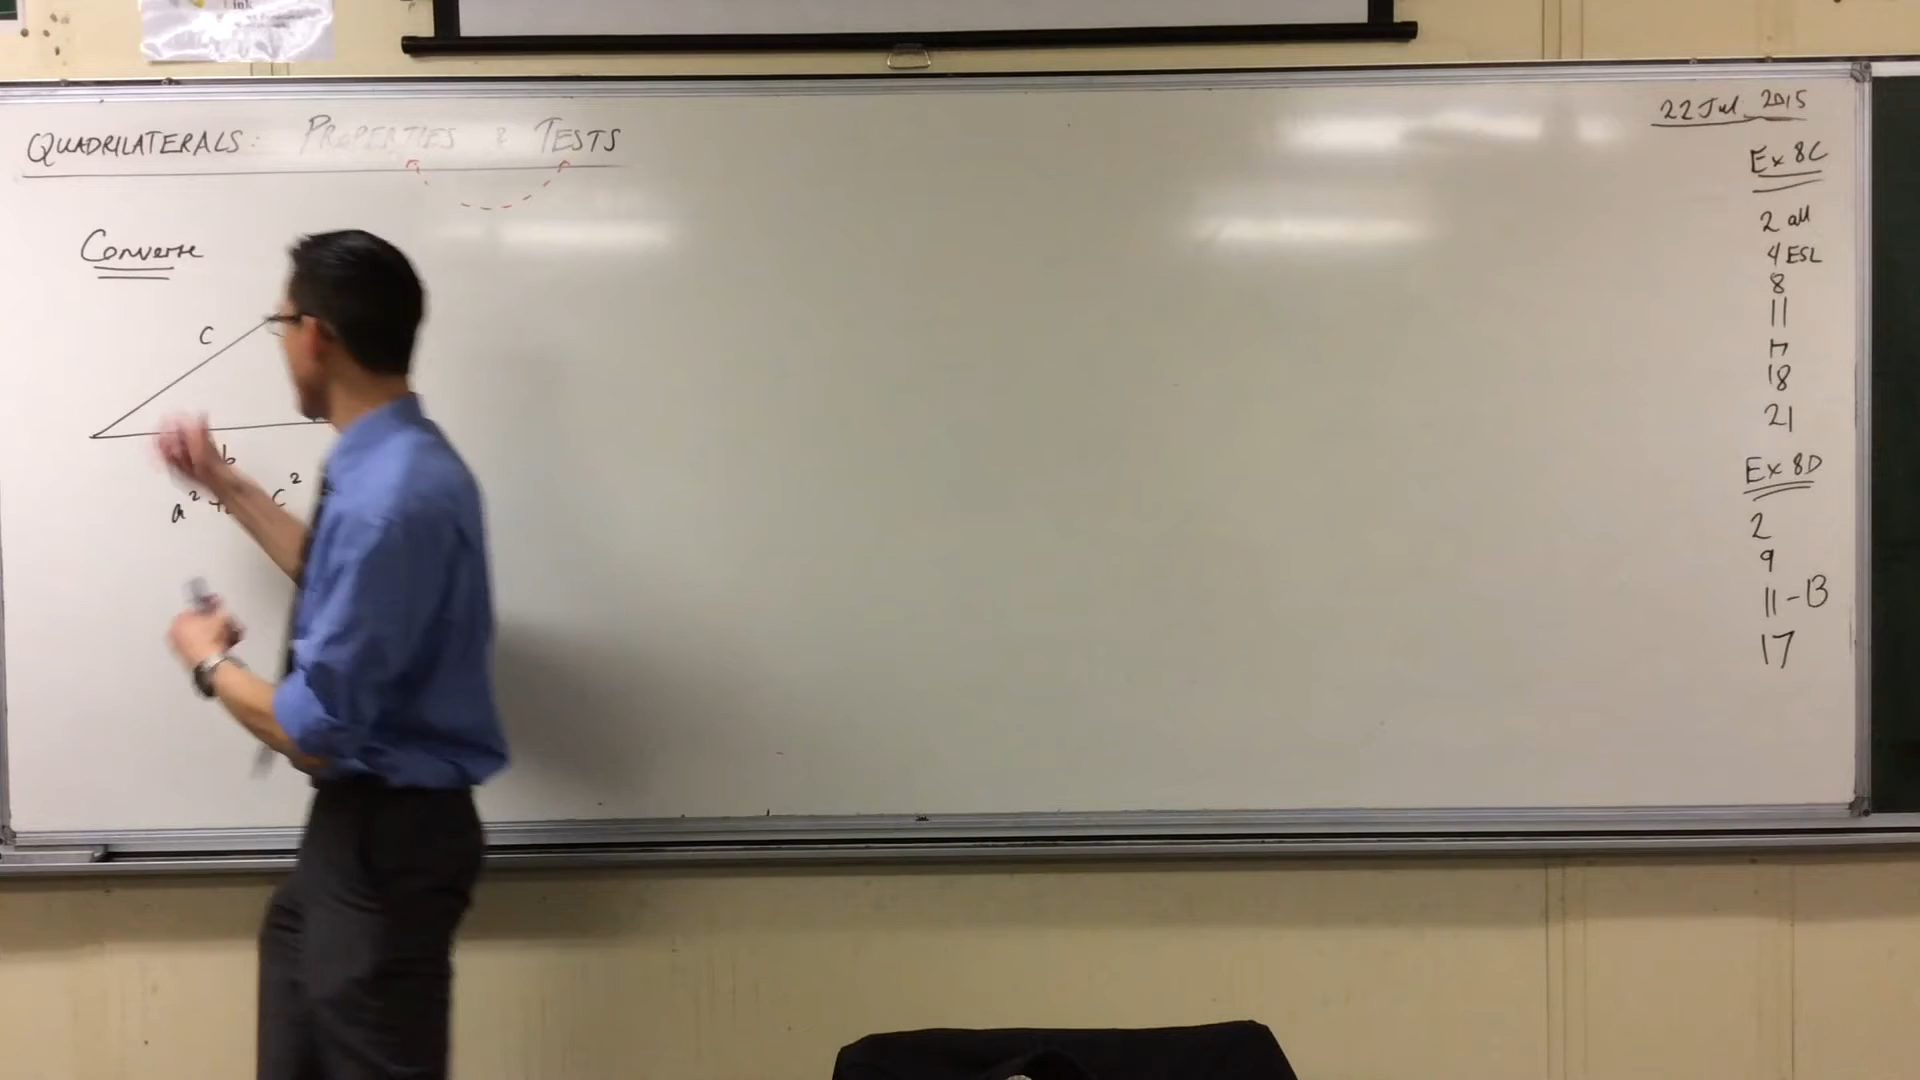 ink
QUADRILATERALS: PROPERTIES & TESTS
22 Jul 2015
Converse
c
b
a² + c²
Ex 8C
2 all
4 ESL
8
11
17
18
21
Ex 8D
2
9
11-13
17